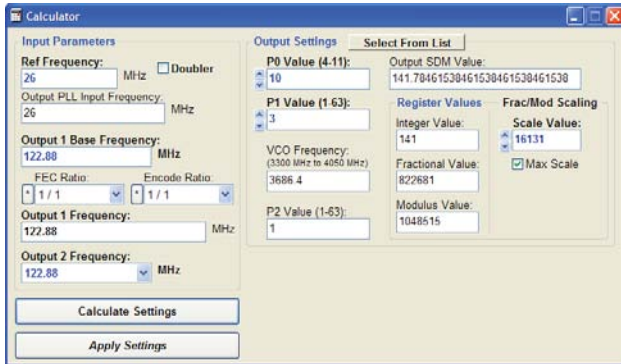 Calculator
Input Parameters
Ref Frequency:
26 MHz Doubler
Output PLL Input Frequency:
26 MHz
Output 1 Base Frequency:
122.88 MHz
FEC Ratio: Encode Ratio:
* 1 / 1 * 1 / 1
Output 1 Frequency:
122.88 MHz
Output 2 Frequency:
122.88 MHz
Calculate Settings
Apply Settings
Output Settings Select From List
P0 Value (4-11):
10
P1 Value (1-63):
3
VCO Frequency:
(3300 MHz to 4050 MHz)
3686.4
P2 Value (1-63):
1
Output SDM Value:
141.78461538461538461538461538
Register Values
Integer Value:
141
Fractional Value:
822681
Modulus Value:
1048515
Frac/Mod Scaling
Scale Value:
16131
Max Scale